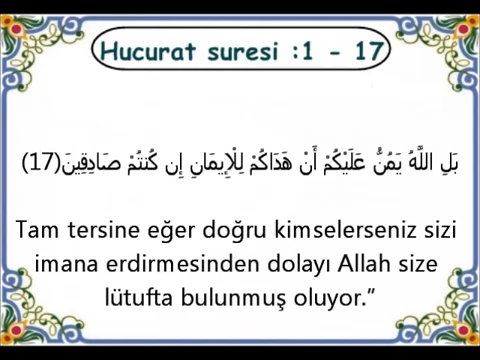 Hucurat suresi :1 - 17
بَلِ اللَّهُ يَمُنُّ عَلَيْكُمْ أَنْ هَدَاكُمْ لِلْإِيمَانِ إِن كُنتُمْ صَادِقِينَ(17)
Tam tersine eğer doğru kimselerseniz sizi
imana erdirmesinden dolayı Allah size
lütufta bulunmuş oluyor.”